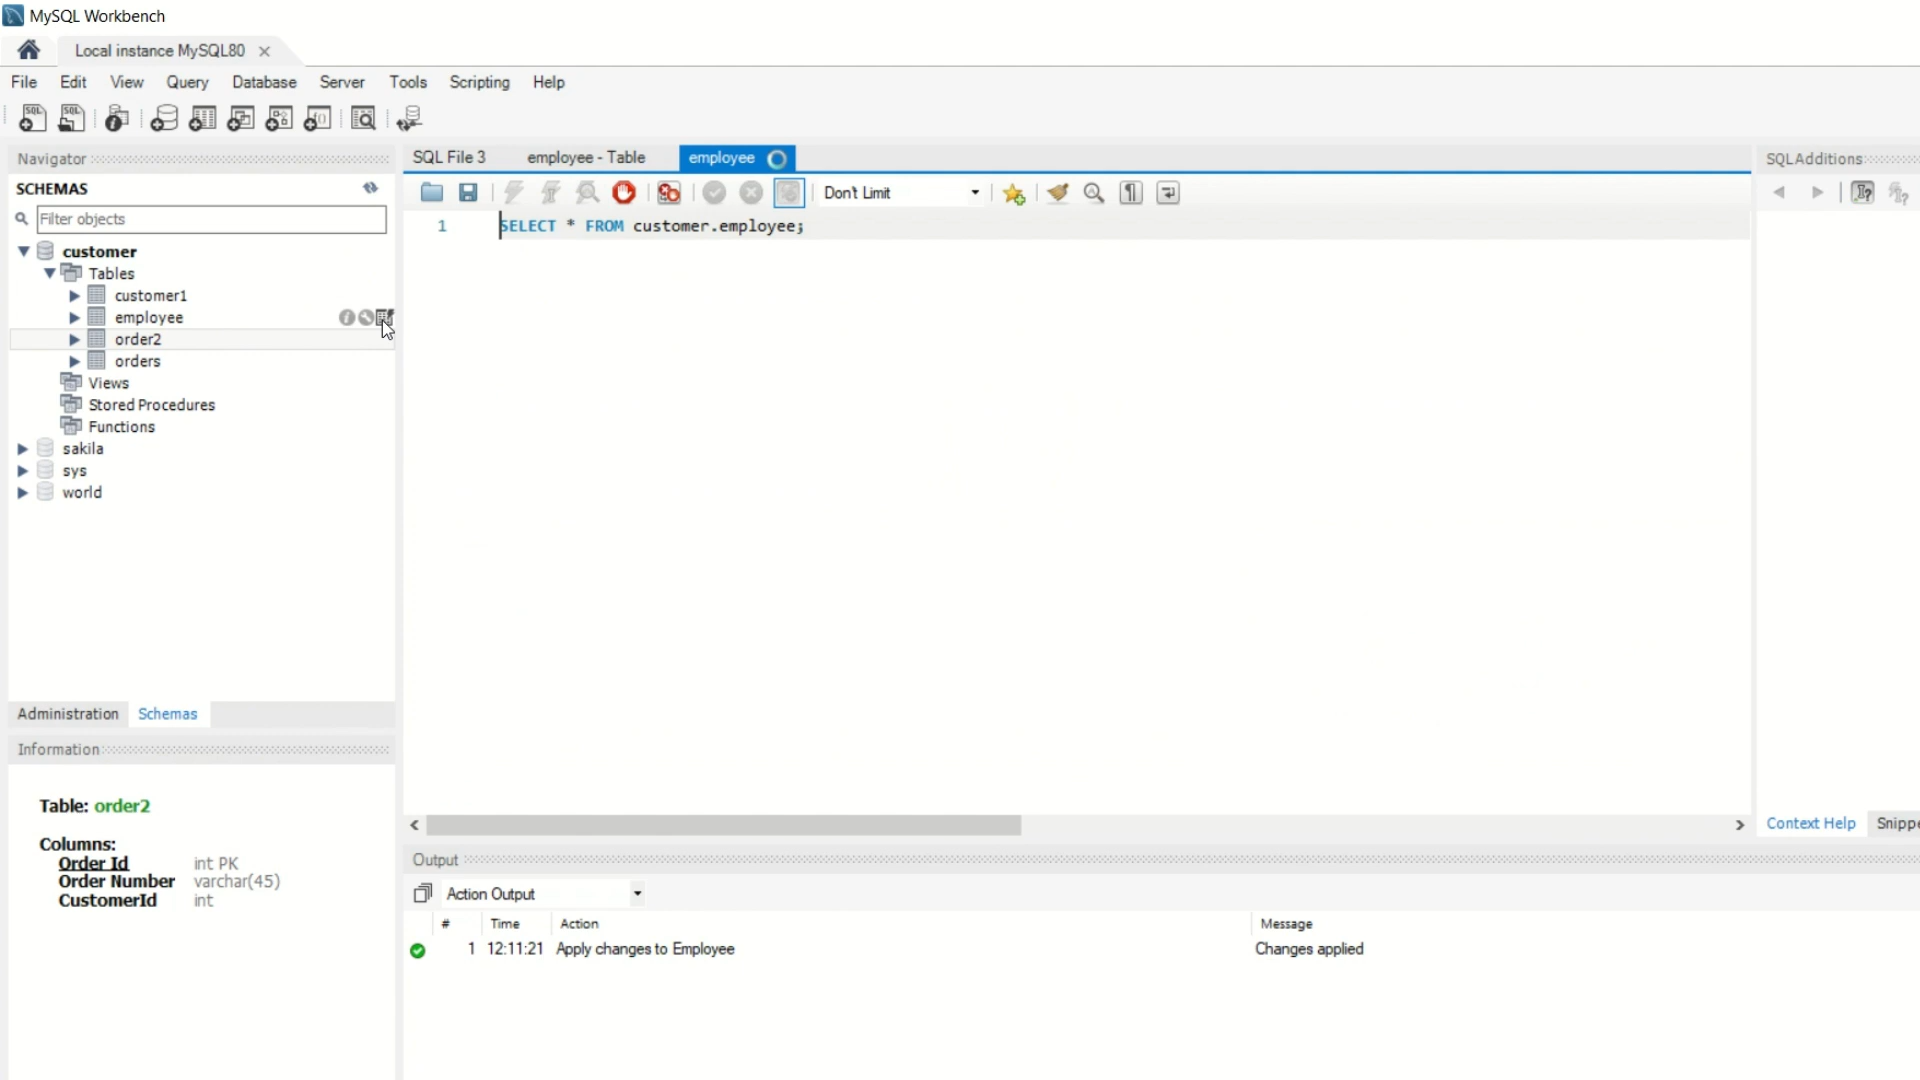 MySQL Workbench
Local instance MySQL80
File Edit View Query Database Server Tools Scripting Help
Navigator
SCHEMAS
Filter objects
customer
Tables
customer1
employee
order2
orders
Views
Stored Procedures
Functions
sakila
sys
world
Administration Schemas
Information
Table: order2
Columns:
Order Id int PK
Order Number varchar(45)
CustomerId int
SQL File 3 employee - Table employee
Don't Limit
1 SELECT * FROM customer.employee;
SQLAdditions
Context Help Snippe
Output
Action Output
# Time Action Message
1 12:11:21 Apply changes to Employee Changes applied